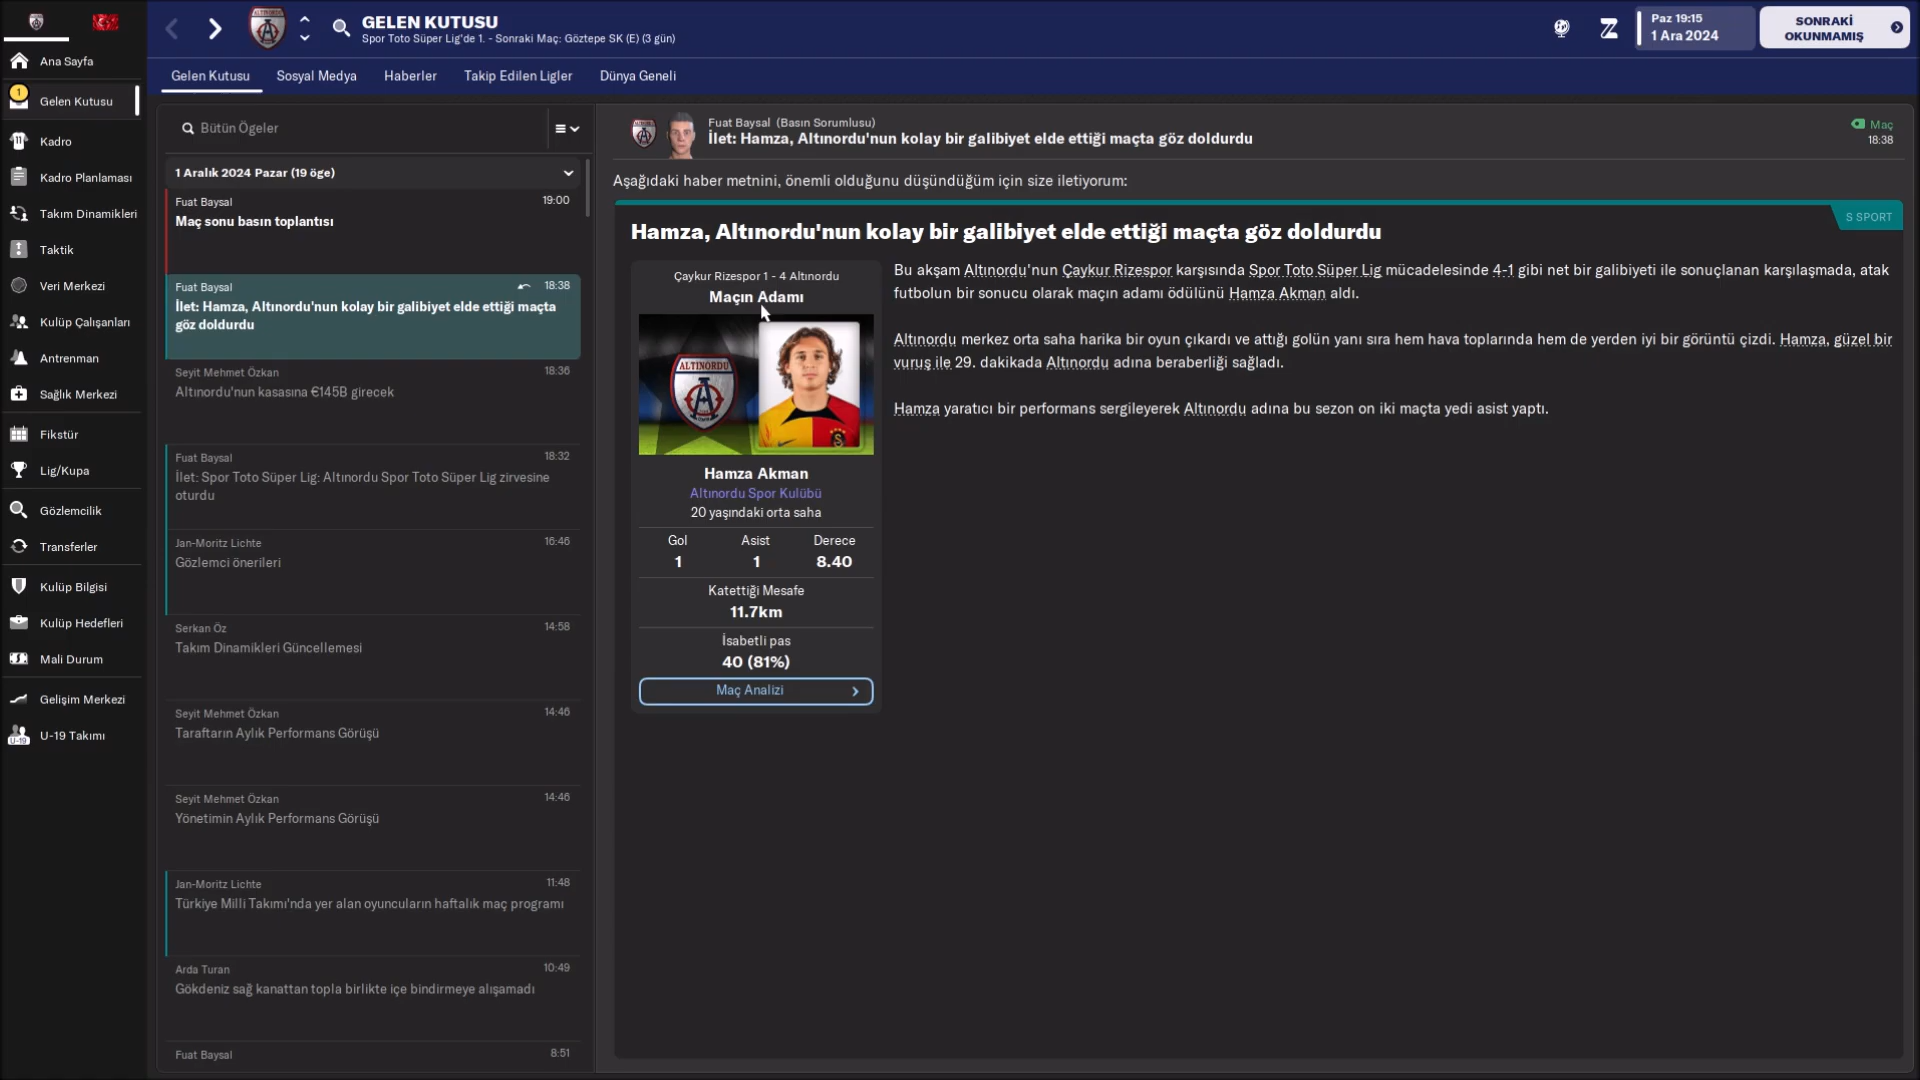 GELEN KUTUSU
Spor Toto Süper Lig'de 1. - Sonraki Maç: Göztepe SK (E) (3 gün)
Paz 19:15
1 Ara 2024
SONRAKİ
OKUNMAMIŞ
Gelen Kutusu Sosyal Medya Haberler Takip Edilen Ligler Dünya Geneli
Ana Sayfa
1
Gelen Kutusu
Kadro
Kadro Planlaması
Takım Dinamikleri
Taktik
Veri Merkezi
Kulüp Çalışanları
Antrenman
Sağlık Merkezi
Fikstür
Lig/Kupa
Gözlemcilik
Transferler
Kulüp Bilgisi
Kulüp Hedefleri
Mali Durum
Gelişim Merkezi
U-19
U-19 Takımı
Bütün Ögeler
1 Aralık 2024 Pazar (19 öge)
Fuat Baysal 19:00
Maç sonu basın toplantısı
Fuat Baysal 18:38
İlet: Hamza, Altınordu'nun kolay bir galibiyet elde ettiği maçta
göz doldurdu
Seyit Mehmet Özkan 18:36
Altınordu'nun kasasına €145B girecek
Fuat Baysal 18:32
İlet: Spor Toto Süper Lig: Altınordu Spor Toto Süper Lig zirvesine
oturdu
Jan-Moritz Lichte 16:46
Gözlemci önerileri
Serkan Öz 14:58
Takım Dinamikleri Güncellemesi
Seyit Mehmet Özkan 14:46
Taraftarın Aylık Performans Görüşü
Seyit Mehmet Özkan 14:46
Yönetimin Aylık Performans Görüşü
Jan-Moritz Lichte 11:48
Türkiye Milli Takımı'nda yer alan oyuncuların haftalık maç programı
Arda Turan 10:49
Gökdeniz sağ kanattan topla birlikte içe bindirmeye alışamadı
Fuat Baysal 8:51
Fuat Baysal (Basın Sorumlusu)
İlet: Hamza, Altınordu'nun kolay bir galibiyet elde ettiği maçta göz doldurdu
Maç
18:38
Aşağıdaki haber metnini, önemli olduğunu düşündüğüm için size iletiyorum:
S SPORT
Hamza, Altınordu'nun kolay bir galibiyet elde ettiği maçta göz doldurdu
Çaykur Rizespor 1 - 4 Altınordu
Maçın Adamı
ALTINORDU
Hamza Akman
Altınordu Spor Kulübü
20 yaşındaki orta saha
Gol Asist Derece
1 1 8.40
Katettiği Mesafe
11.7km
İsabetli pas
40 (81%)
Maç Analizi
Bu akşam Altınordu'nun Çaykur Rizespor karşısında Spor Toto Süper Lig mücadelesinde 4-1 gibi net bir galibiyeti ile sonuçlanan karşılaşmada, atak
futbolun bir sonucu olarak maçın adamı ödülünü Hamza Akman aldı.
Altınordu merkez orta saha harika bir oyun çıkardı ve attığı golün yanı sıra hem hava toplarında hem de yerden iyi bir görüntü çizdi. Hamza, güzel bir
vuruş ile 29. dakikada Altınordu adına beraberliği sağladı.
Hamza yaratıcı bir performans sergileyerek Altınordu adına bu sezon on iki maçta yedi asist yaptı.